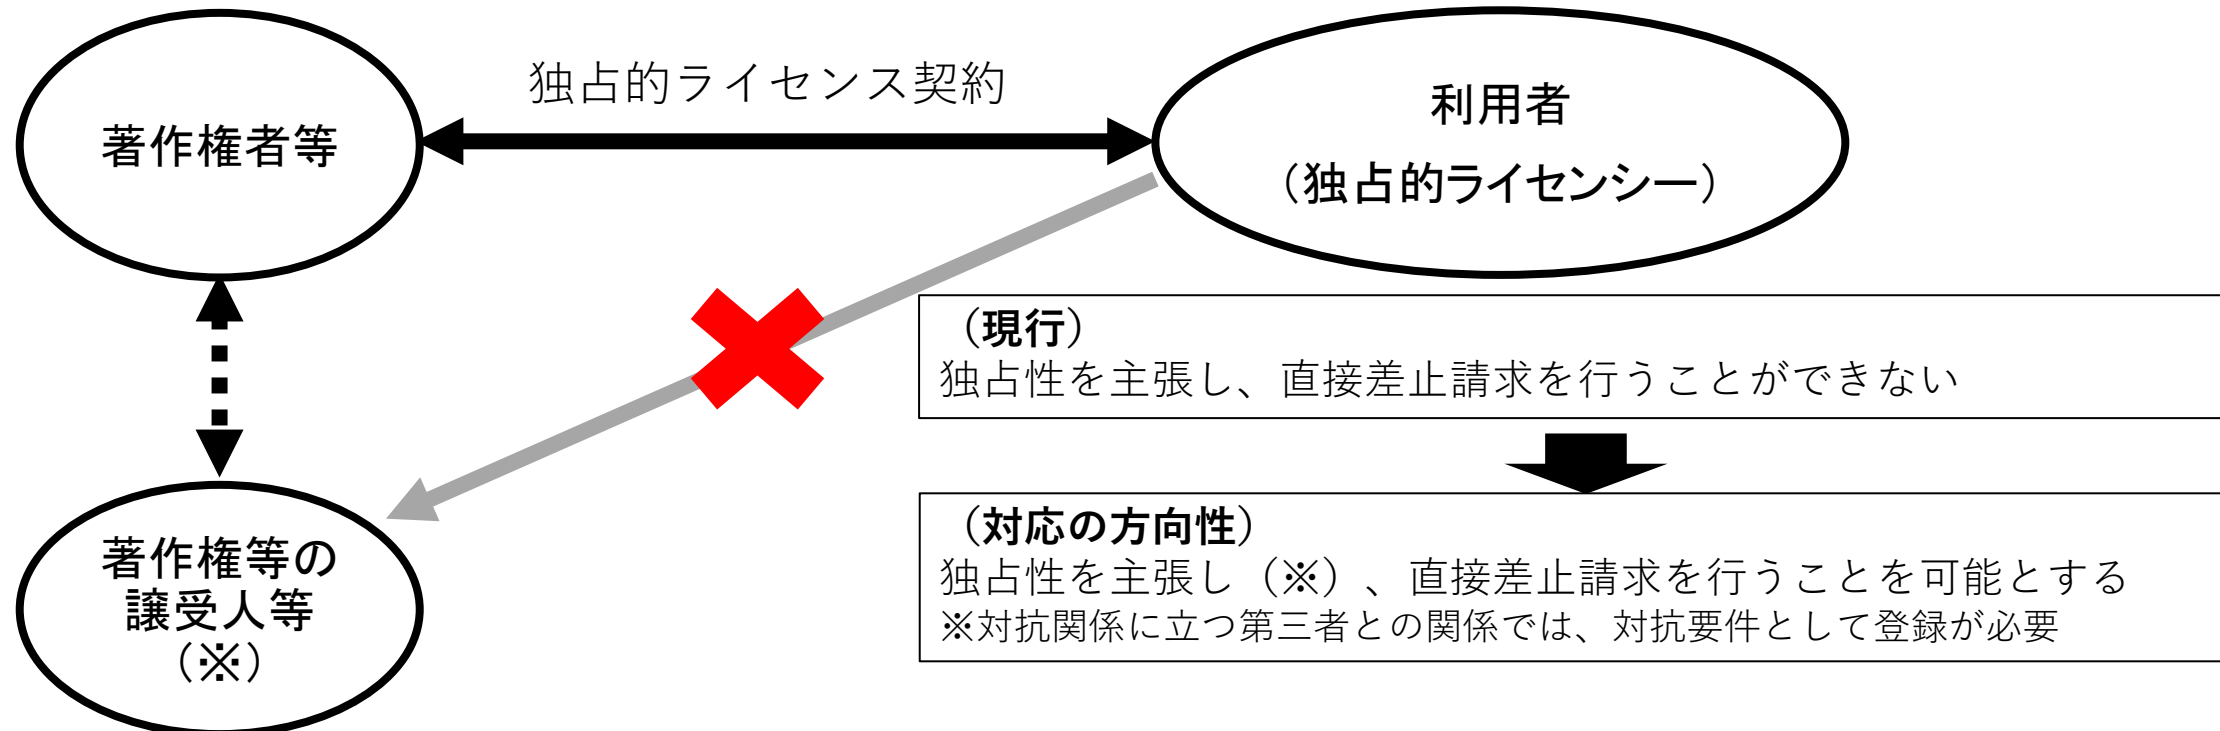 独占的ライセンス契約
著作権者等
利用者
（独占的ライセンシー）
（現行）
独占性を主張し、直接差止請求を行うことができない
（対応の方向性）
独占性を主張し（※）、直接差止請求を行うことを可能とする
※対抗関係に立つ第三者との関係では、対抗要件として登録が必要
著作権等の
譲受人等
（※）